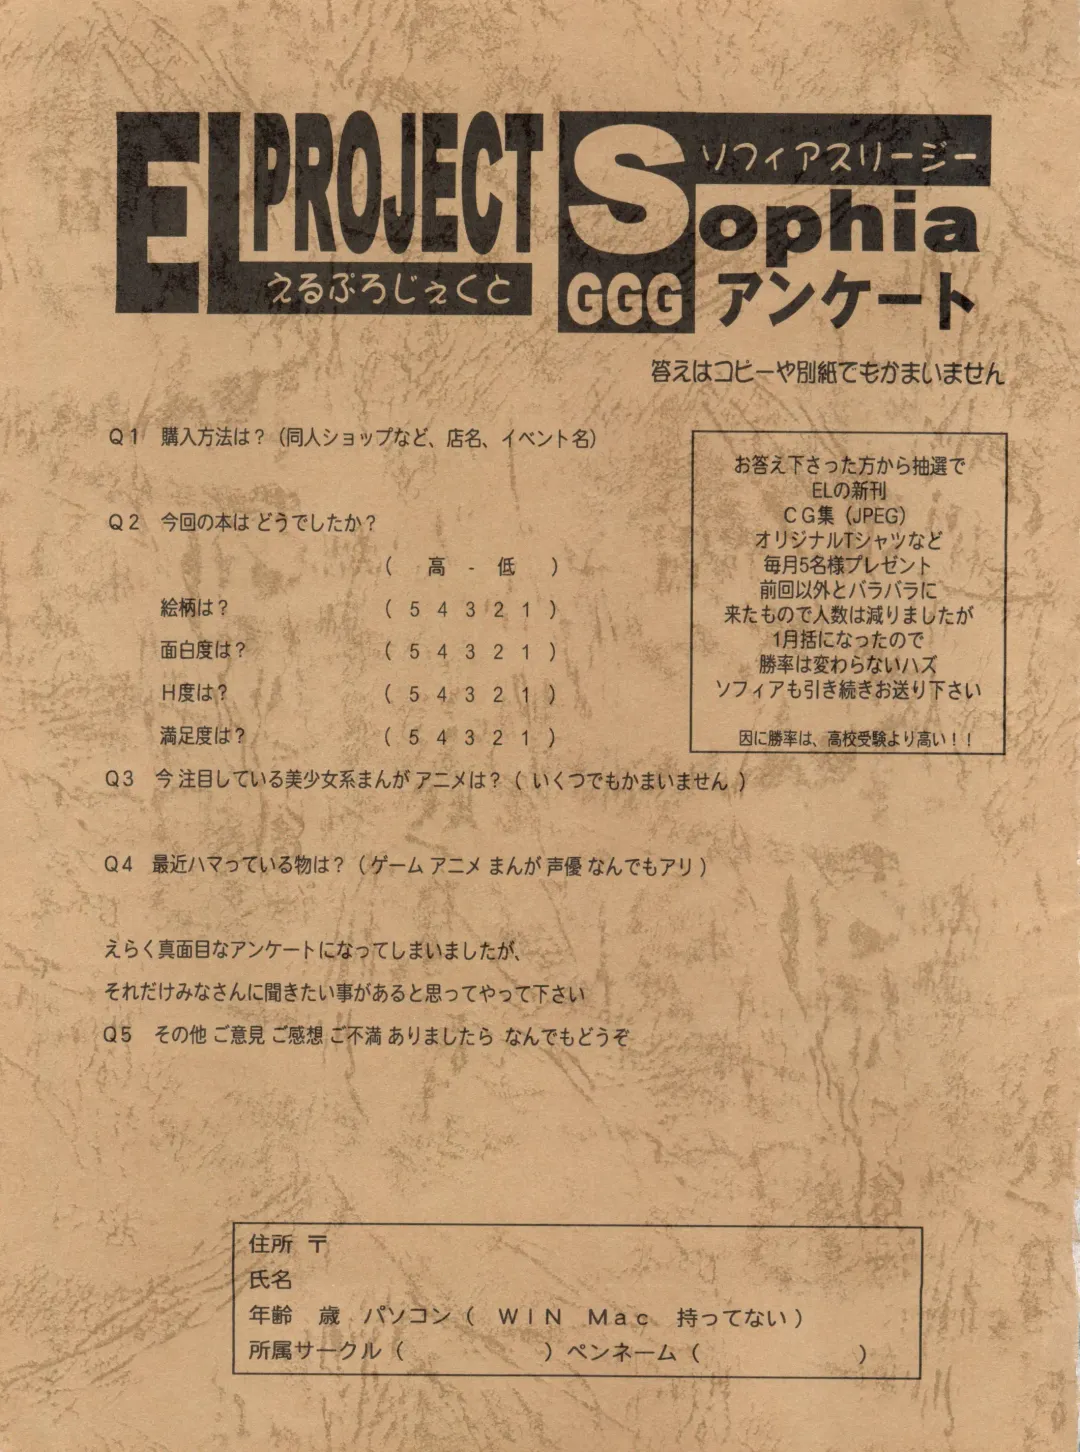 EL PROJECT
えるぷろじぇくと
Sophia
ソフィアスリージー
GGG アンケート
答えはコピーや別紙でもかまいません
Q1 購入方法は?(同人ショップなど、店名、イベント名)
Q2 今回の本は どうでしたか?
( 高 - 低 )
絵柄は? ( 5 4 3 2 1 )
面白度は? ( 5 4 3 2 1 )
H度は? ( 5 4 3 2 1 )
満足度は? ( 5 4 3 2 1 )
お答え下さった方から抽選で
ELの新刊
CG集(JPEG)
オリジナルTシャツなど
毎月5名様プレゼント
前回以外とバラバラに
来たもので人数は減りましたが
1月括になったので
勝率は変わらないハズ
ソフィアも引き続きお送り下さい
因に勝率は、高校受験より高い!!
Q3 今 注目している美少女系まんが アニメは?( いくつでもかまいません )
Q4 最近ハマっている物は?( ゲーム アニメ まんが 声優 なんでもアリ )
えらく真面目なアンケートになってしまいましたが、
それだけみなさんに聞きたい事があると思ってやって下さい
Q5 その他 ご意見 ご感想 ご不満 ありましたら なんでもどうぞ
住所 〒
氏名
年齢 歳 パソコン( WIN Mac 持ってない)
所属サークル( )ペンネーム( )